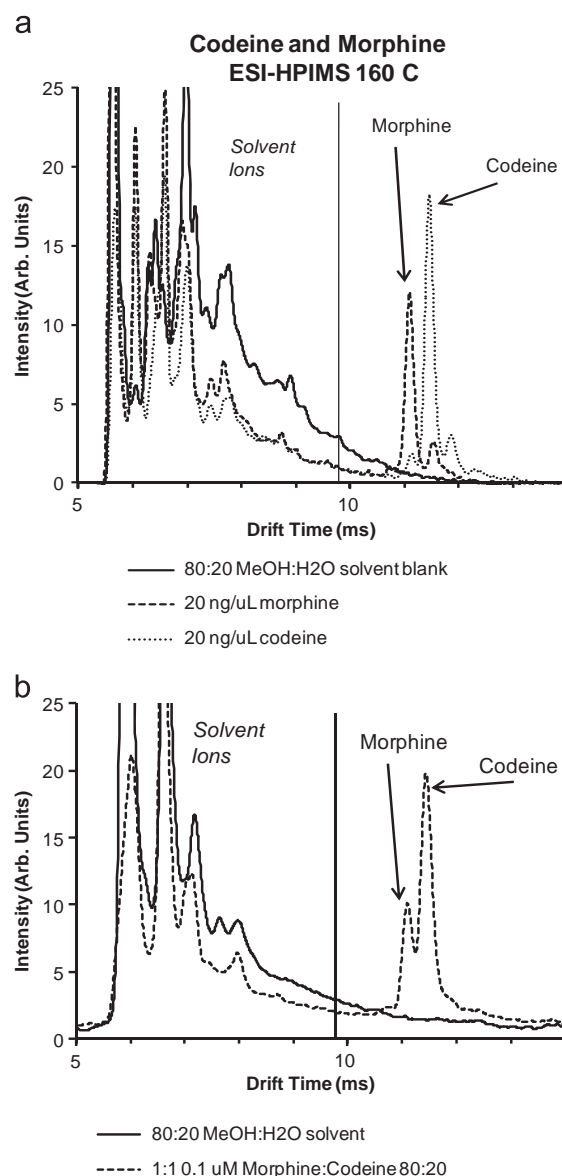 a
Codeine and Morphine
ESI-HPIMS 160 C
25
20
15
10
5
0
Intensity (Arb. Units)
Solvent
Ions
Morphine
Codeine
5
10
Drift Time (ms)
80:20 MeOH:H2O solvent blank
20 ng/uL morphine
20 ng/uL codeine
b
25
20
15
10
5
0
Intensity (Arb. Units)
Solvent
Ions
Morphine
Codeine
5
10
Drift Time (ms)
80:20 MeOH:H2O solvent
1:1 0.1 uM Morphine:Codeine 80:20